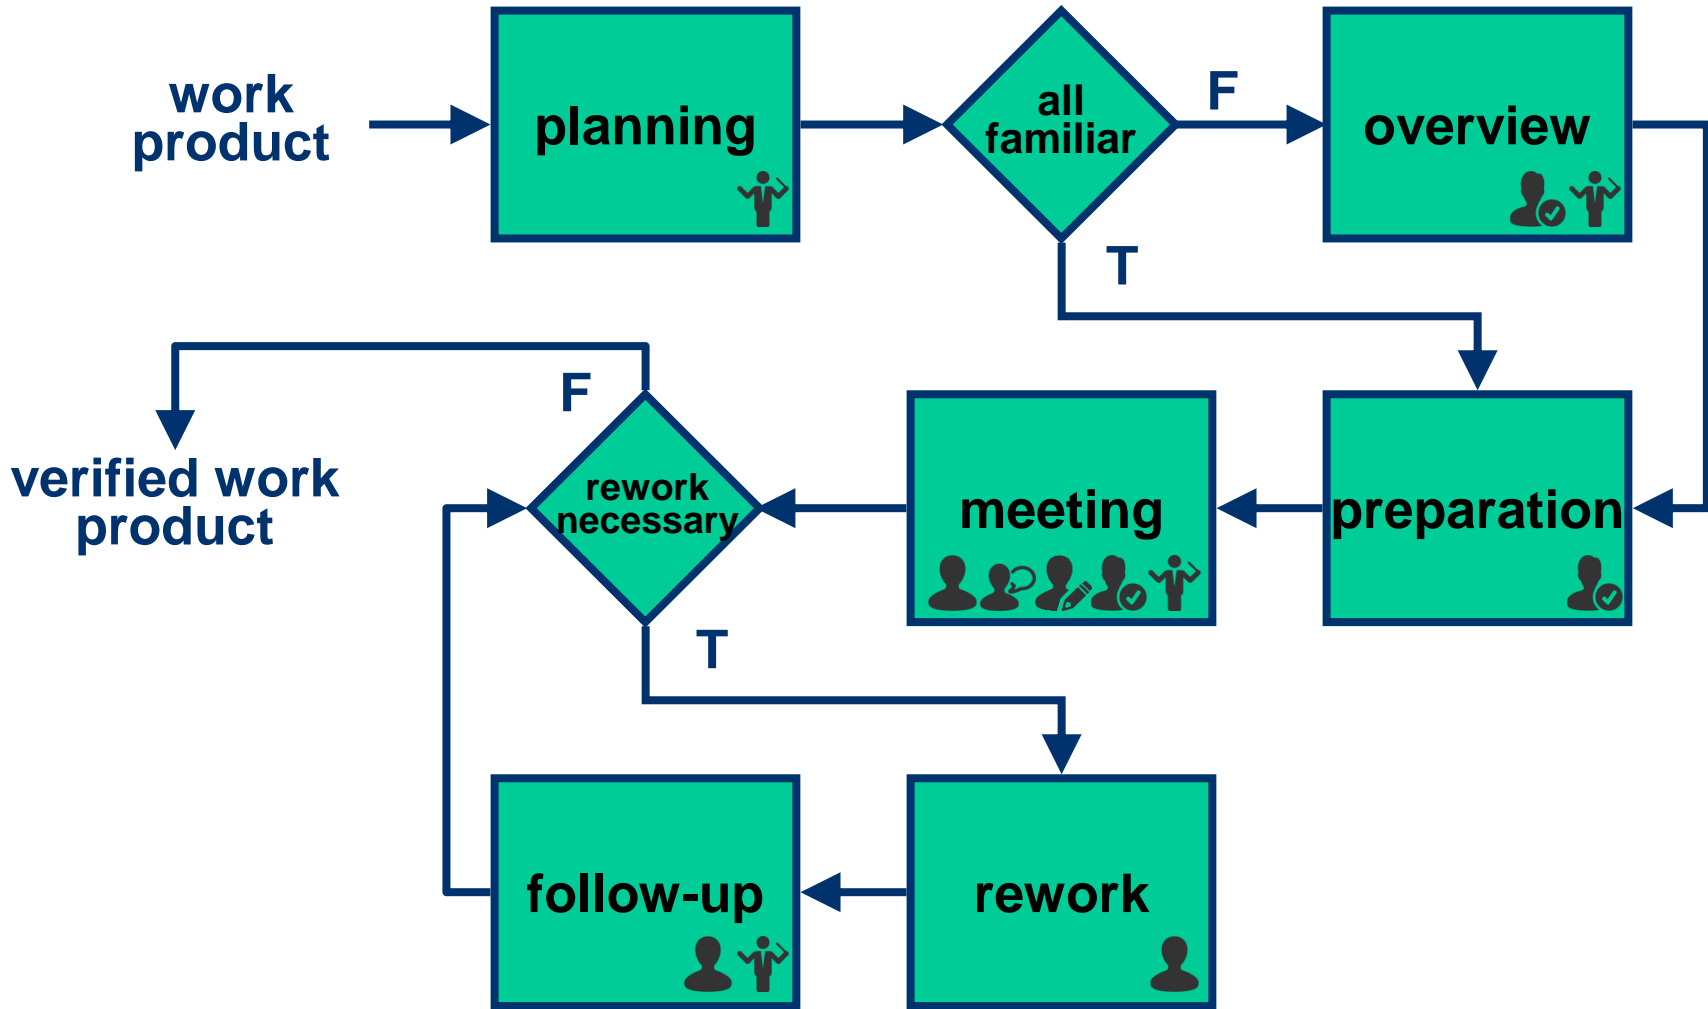 work
product
planning
all
familiar
F
overview
T
F
verified work
product
rework
necessary
meeting
preparation
T
follow-up
rework